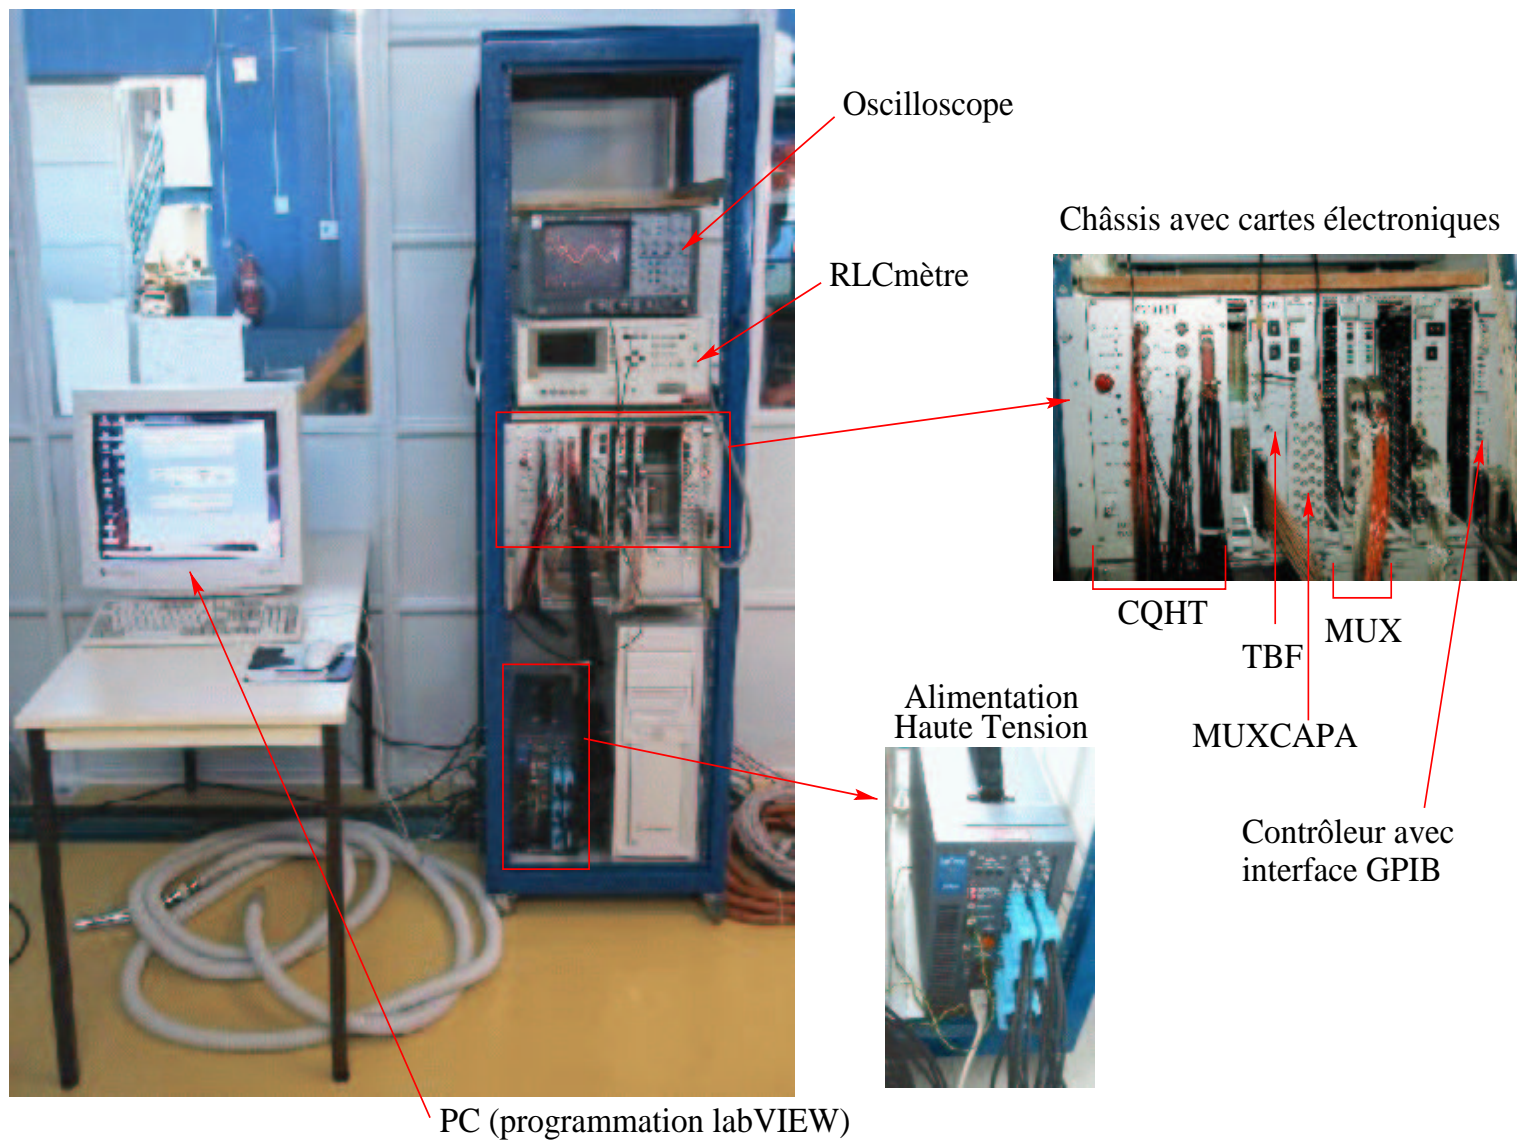 Oscilloscope
Châssis avec cartes électroniques
RLCmètre
CQHT
TBF
MUX
Alimentation
Haute Tension
MUXCAPA
Contrôleur avec
interface GPIB
PC (programmation labVIEW)